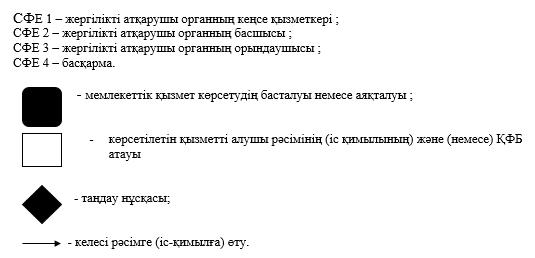 СФЕ 1 – жергілікті атқарушы органның кеңсе қызметкері ;
СФЕ 2 – жергілікті атқарушы органның басшысы ;
СФЕ 3 – жергілікті атқарушы органның орындаушысы ;
СФЕ 4 – басқарма.
- мемлекеттік қызмет көрсетудің басталуы немесе аяқталуы ;
- көрсетілетін қызметті алушы рәсімінің (іс қимылының) және (немесе) ҚФБ
атауы
- таңдау нұсқасы;
- келесі рәсімге (іс-қимылға) өту.